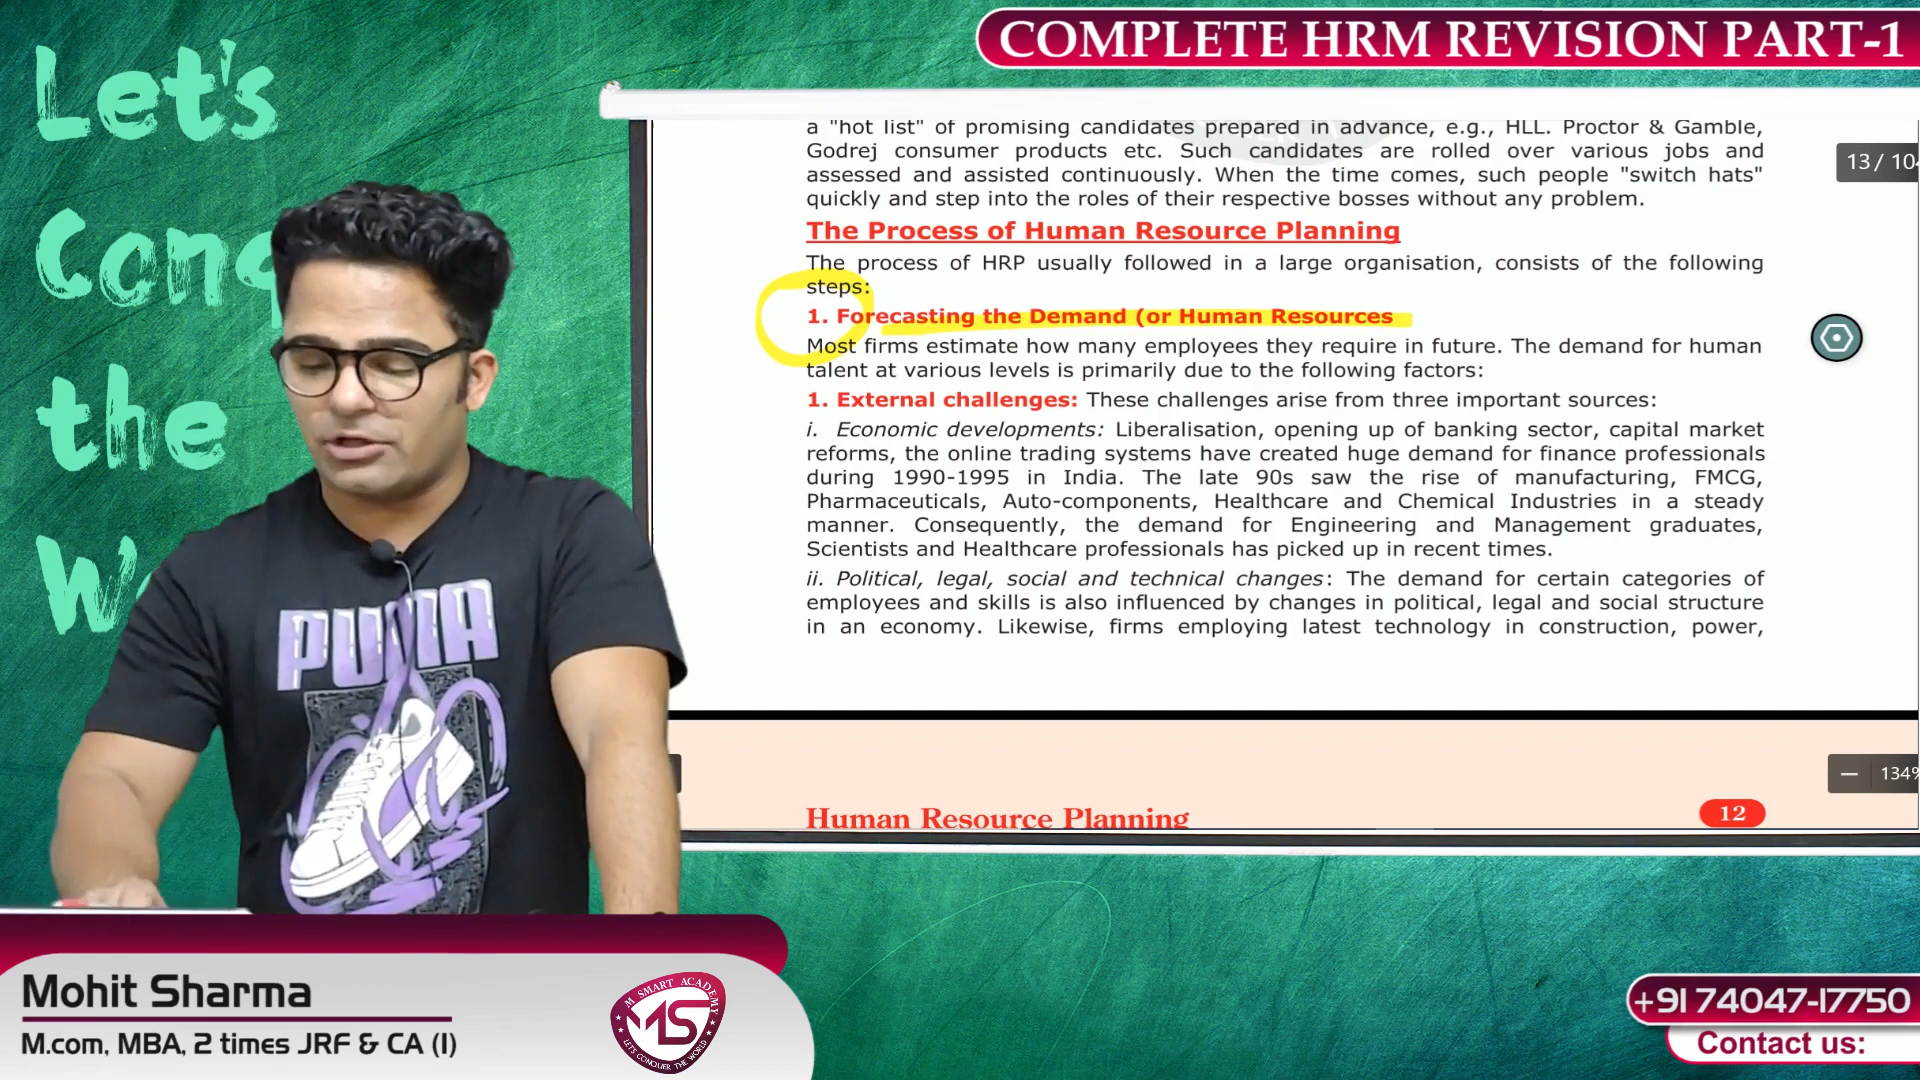 Let's
Conq
the
Wo
COMPLETE HRM REVISION PART-1
a "hot list" of promising candidates prepared in advance, e.g., HLL. Proctor & Gamble,
Godrej consumer products etc. Such candidates are rolled over various jobs and
assessed and assisted continuously. When the time comes, such people "switch hats"
quickly and step into the roles of their respective bosses without any problem.
The Process of Human Resource Planning
The process of HRP usually followed in a large organisation, consists of the following
steps:
1. Forecasting the Demand (or Human Resources
Most firms estimate how many employees they require in future. The demand for human
talent at various levels is primarily due to the following factors:
1. External challenges: These challenges arise from three important sources:
i. Economic developments: Liberalisation, opening up of banking sector, capital market
reforms, the online trading systems have created huge demand for finance professionals
during 1990-1995 in India. The late 90s saw the rise of manufacturing, FMCG,
Pharmaceuticals, Auto-components, Healthcare and Chemical Industries in a steady
manner. Consequently, the demand for Engineering and Management graduates,
Scientists and Healthcare professionals has picked up in recent times.
ii. Political, legal, social and technical changes: The demand for certain categories of
employees and skills is also influenced by changes in political, legal and social structure
in an economy. Likewise, firms employing latest technology in construction, power,
13 / 10
134%
Human Resource Planning
12
PUMA
Mohit Sharma
M.com, MBA, 2 times JRF & CA (I)
M SMART ACADEMY
MS
LET'S CONQUER THE WORLD
+91 74047-17750
Contact us: